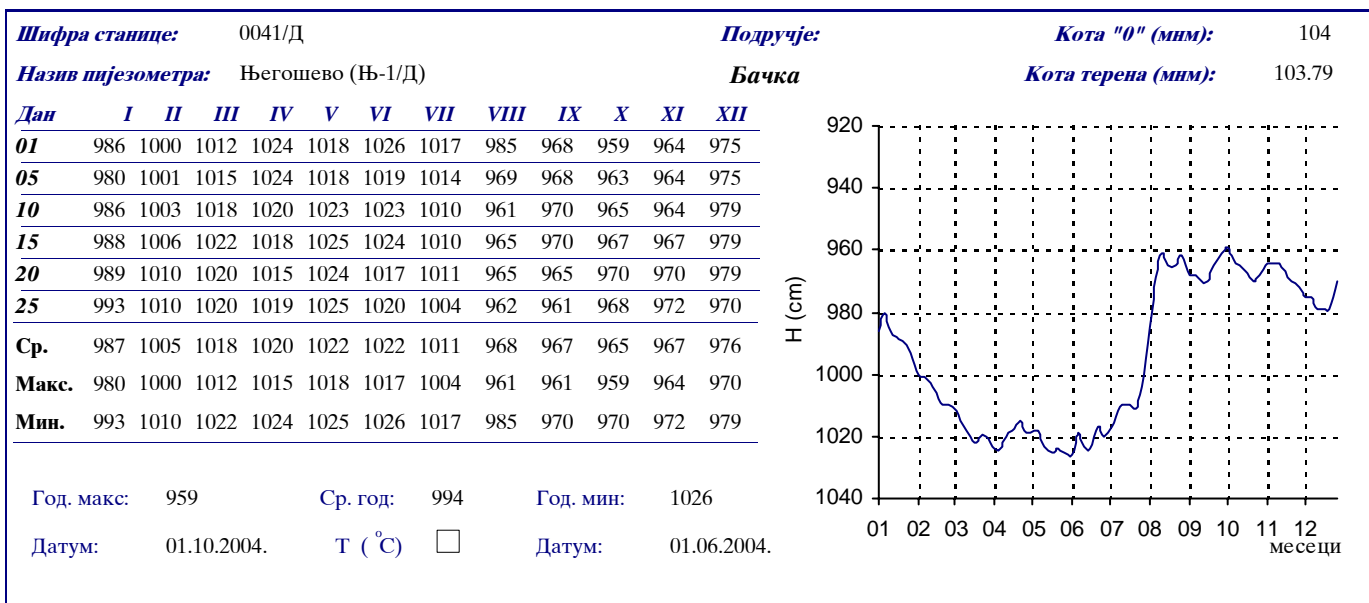 Шифра станице: 0041/Д Подручје: Кота "0" (мнм): 104
Назив пијезометра: Његошево (Њ-1/Д) Бачка Кота терена (мнм): 103.79
Дан I II III IV V VI VII VIII IX X XI XII
01 986 1000 1012 1024 1018 1026 1017 985 968 959 964 975
05 980 1001 1015 1024 1018 1019 1014 969 968 963 964 975
10 986 1003 1018 1020 1023 1023 1010 961 970 965 964 979
15 988 1006 1022 1018 1025 1024 1010 965 970 967 967 979
20 989 1010 1020 1015 1024 1017 1011 965 965 970 970 979
25 993 1010 1020 1019 1025 1020 1004 962 961 968 972 970
Ср. 987 1005 1018 1020 1022 1022 1011 968 967 965 967 976
Макс. 980 1000 1012 1015 1018 1017 1004 961 961 959 964 970
Мин. 993 1010 1022 1024 1025 1026 1017 985 970 970 972 979
Год. макс: 959 Ср. год: 994 Год. мин: 1026
Датум: 01.10.2004. Т (°C) Датум: 01.06.2004.
H (cm)
920
940
960
980
1000
1020
1040
01 02 03 04 05 06 07 08 09 10 11 12
месеци